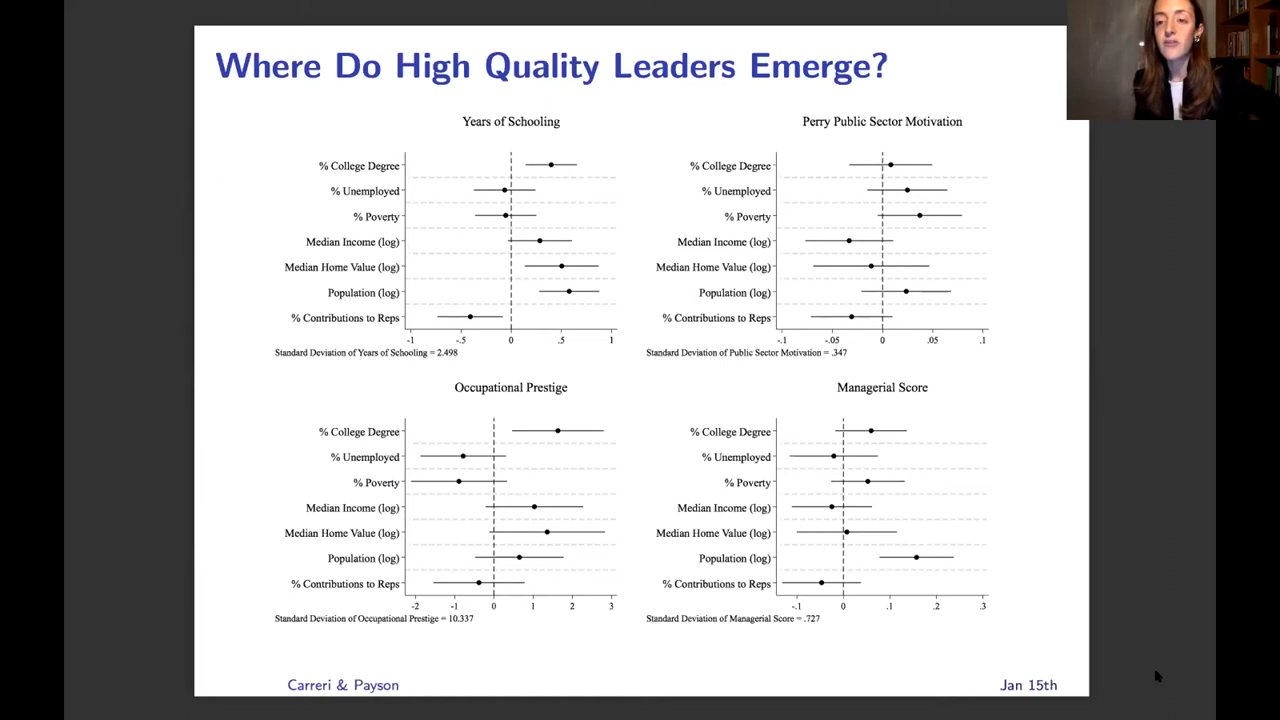 Where Do High Quality Leaders Emerge?
Years of Schooling
% College Degree
% Unemployed
% Poverty
Median Income (log)
Median Home Value (log)
Population (log)
% Contributions to Reps
-1 -.5 0 .5 1
Standard Deviation of Years of Schooling = 2.498
Perry Public Sector Motivation
% College Degree
% Unemployed
% Poverty
Median Income (log)
Median Home Value (log)
Population (log)
% Contributions to Reps
-.1 -.05 0 .05 .1
Standard Deviation of Public Sector Motivation = .347
Occupational Prestige
% College Degree
% Unemployed
% Poverty
Median Income (log)
Median Home Value (log)
Population (log)
% Contributions to Reps
-2 -1 0 1 2 3
Standard Deviation of Occupational Prestige = 10.337
Managerial Score
% College Degree
% Unemployed
% Poverty
Median Income (log)
Median Home Value (log)
Population (log)
% Contributions to Reps
-.1 0 .1 .2 .3
Standard Deviation of Managerial Score = .727
Carreri & Payson
Jan 15th